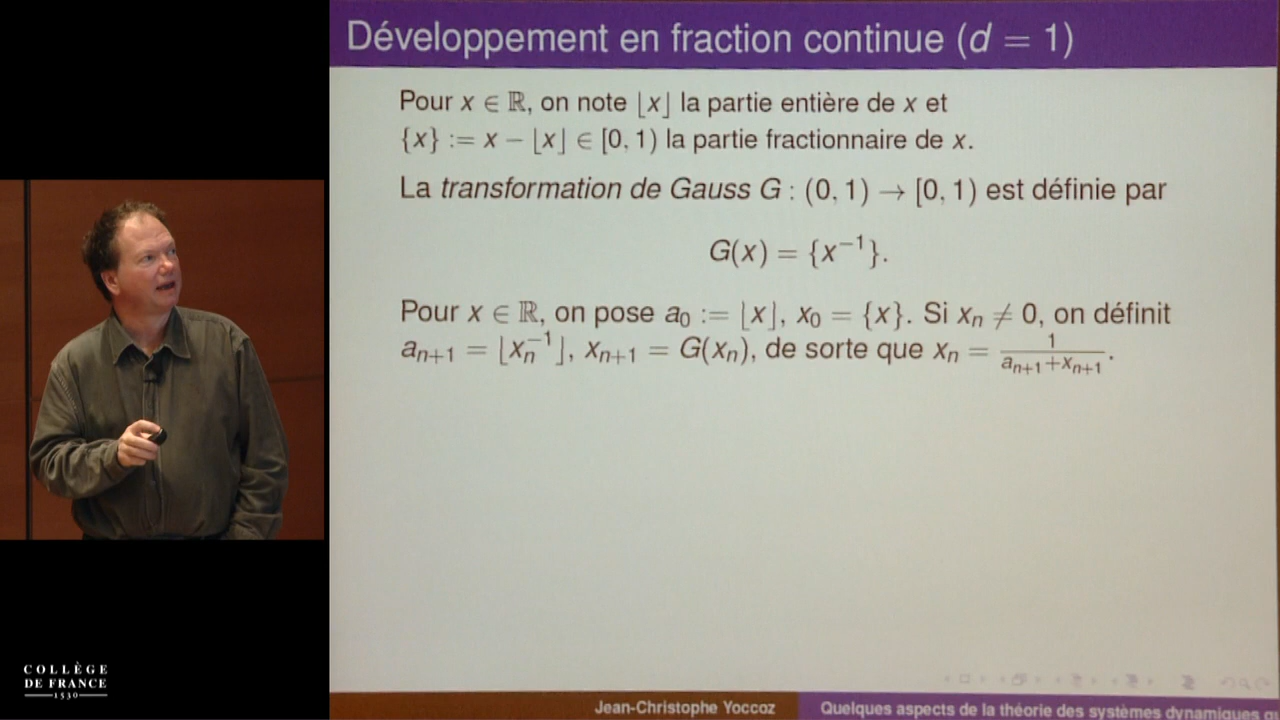 Développement en fraction continue (d = 1)
Pour x ∈ ℝ, on note ⌊x⌋ la partie entière de x et
{x} := x − ⌊x⌋ ∈ [0, 1) la partie fractionnaire de x.
La transformation de Gauss G : (0, 1) → [0, 1) est définie par
G(x) = {x⁻¹}.
Pour x ∈ ℝ, on pose a₀ := ⌊x⌋, x₀ = {x}. Si xₙ ≠ 0, on définit
aₙ₊₁ = ⌊xₙ⁻¹⌋, xₙ₊₁ = G(xₙ), de sorte que xₙ = 1/(aₙ₊₁+xₙ₊₁).
COLLÈGE
DE FRANCE
1530
Jean-Christophe Yoccoz
Quelques aspects de la théorie des systèmes dynamiques